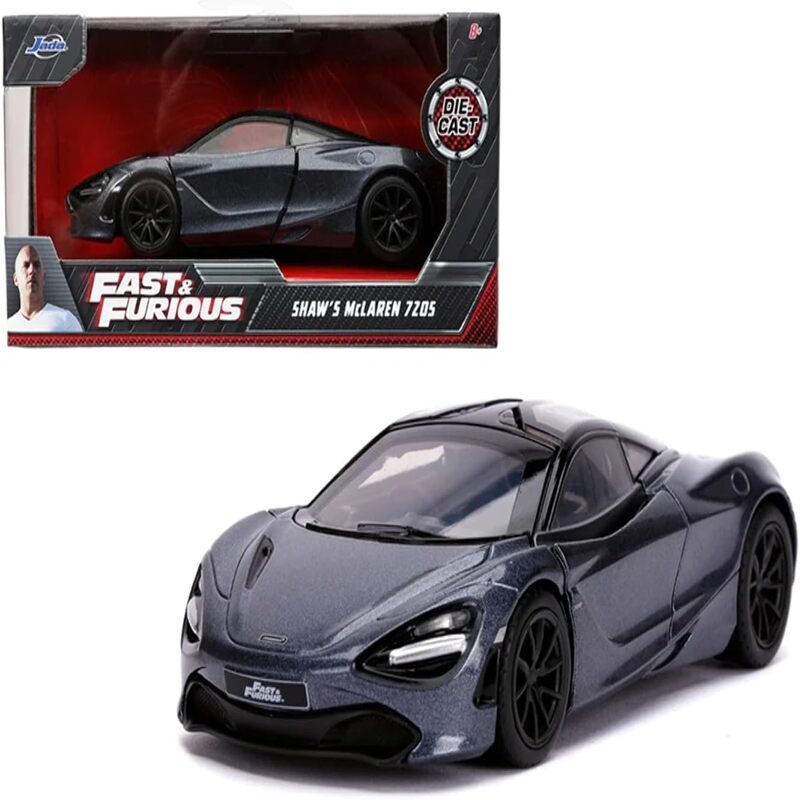 Jada
8+
DIE-
CAST
FAST &
FURIOUS
SHAW'S McLAREN 720S
FAST &
FURIOUS